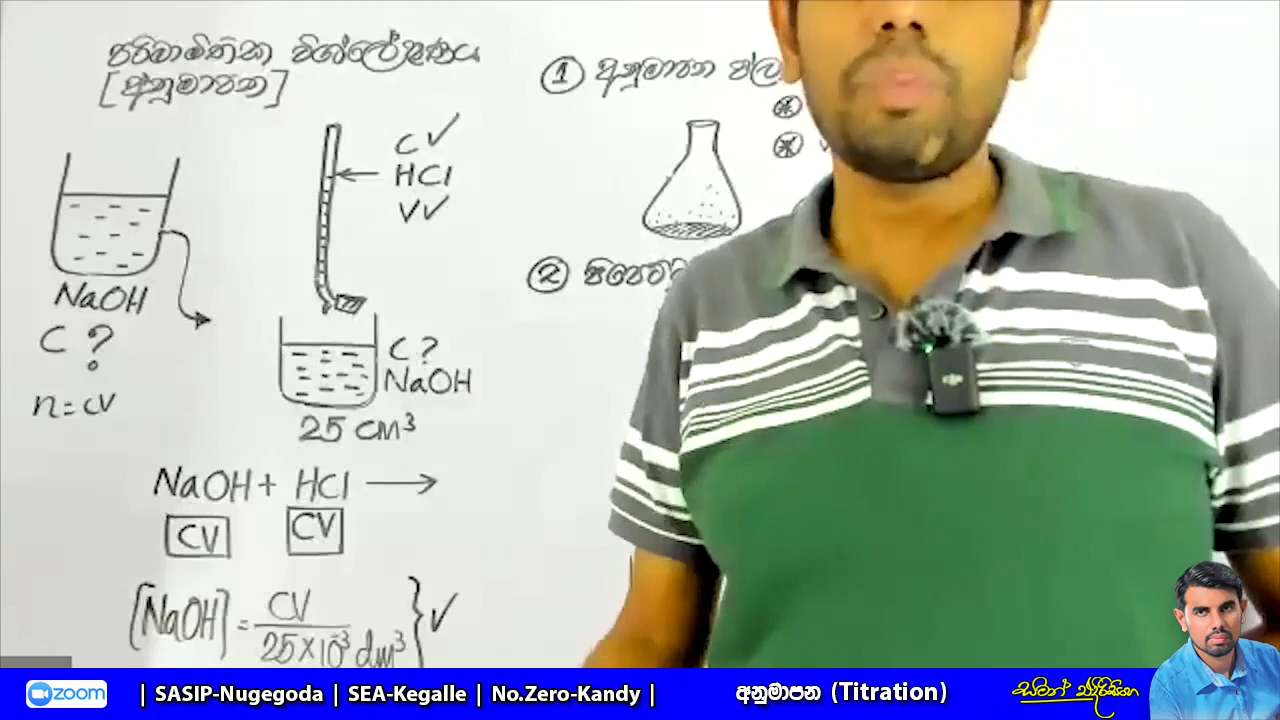 පරිමාමිතික විශ්ලේෂණය
[අනුමාපන]
NaOH
C ?
n = CV
C ✓
HCl
V ✓
C ?
NaOH
25 cm³
NaOH + HCl →
CV CV
[NaOH] = CV / 25 × 10⁻³ dm³ } ✓
① අනුමාපන
②
zoom
| SASIP-Nugegoda | SEA-Kegalle | No.Zero-Kandy |
අනුමාපන (Titration)